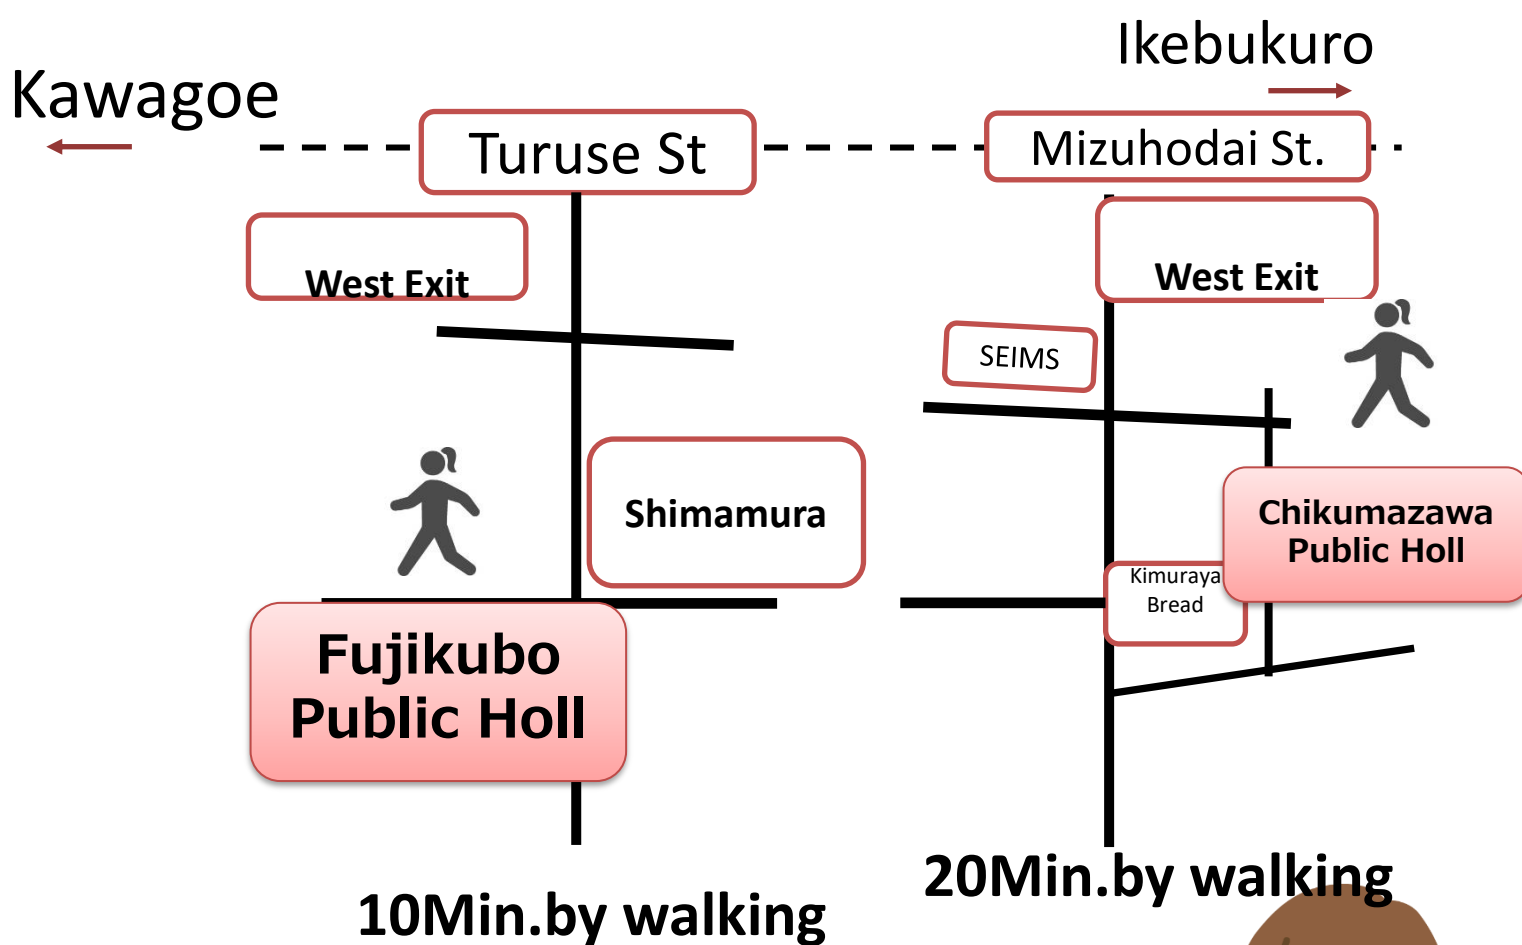 Ikebukuro
Kawagoe
Turuse St
Mizuhodai St.
West Exit
West Exit
SEIMS
Shimamura
Chikumazawa
Public Holl
Kimuraya
Bread
Fujikubo
Public Holl
20Min.by walking
10Min.by walking